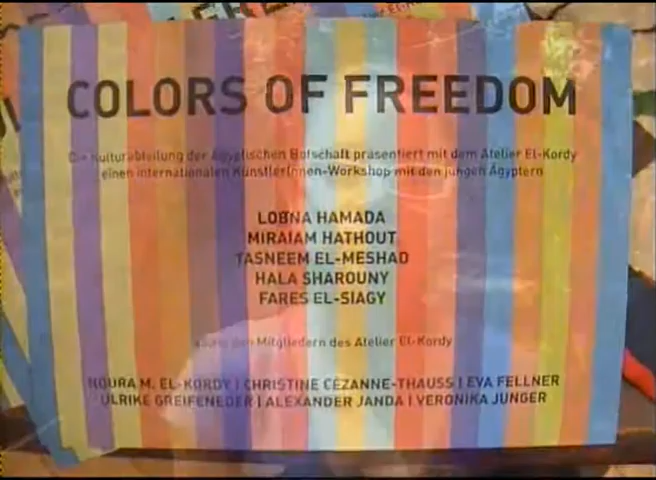 COLORS OF FREEDOM
Die Kulturabteilung der Ägyptischen Botschaft präsentiert mit dem Atelier El-Kordy
einen internationalen KünstlerInnen-Workshop mit den jungen Ägyptern
LOBNA HAMADA
MIRAIAM HATHOUT
TASNEEM EL-MESHAD
HALA SHAROUNY
FARES EL-SIAGY
den Mitgliedern des Atelier El-Kordy
NOURA M. EL-KORDY | CHRISTINE CÉZANNE-THAUSS | EVA FELLNER
ULRIKE GREIFENEDER | ALEXANDER JANDA | VERONIKA JUNGER